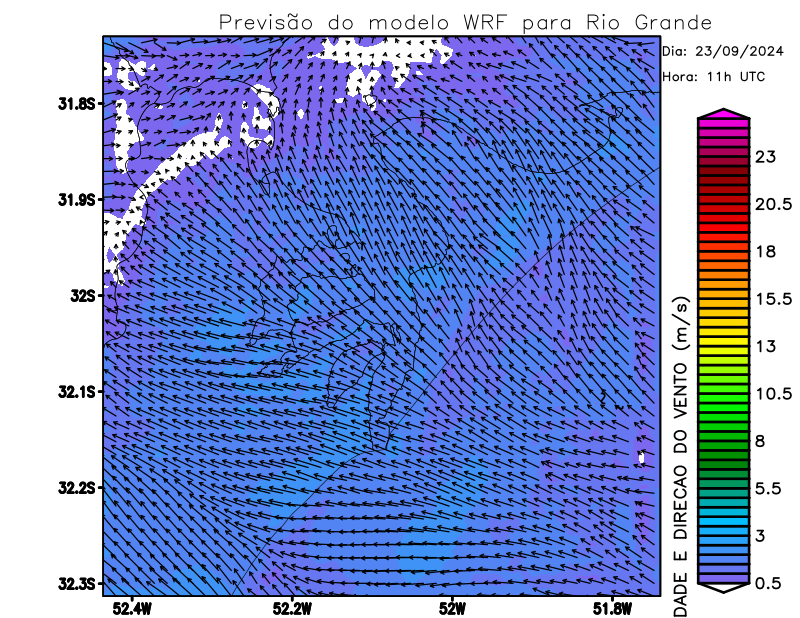 Previsão do modelo WRF para Rio Grande
Dia: 23/09/2024
Hora: 11h UTC
31.8S
31.9S
32S
32.1S
32.2S
32.3S
52.4W
52.2W
52W
51.8W
23
20.5
18
15.5
13
10.5
8
5.5
3
0.5
DADE E DIRECAO DO VENTO (m/s)